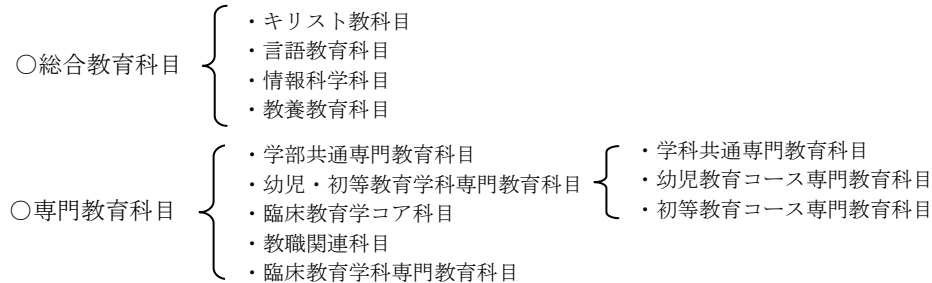 ○総合教育科目
・キリスト教科目
・言語教育科目
・情報科学科目
・教養教育科目
○専門教育科目
・学部共通専門教育科目
・幼児・初等教育学科専門教育科目
・学科共通専門教育科目
・幼児教育コース専門教育科目
・初等教育コース専門教育科目
・臨床教育学コア科目
・教職関連科目
・臨床教育学科専門教育科目